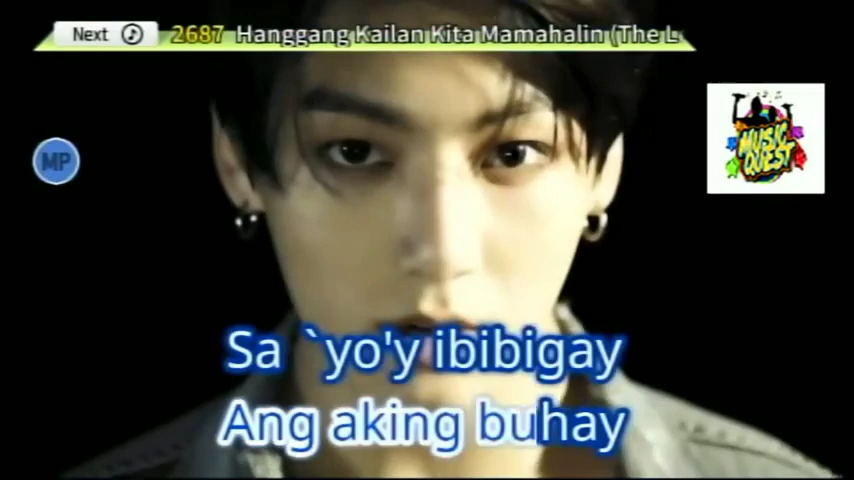 Next 2687 Hanggang Kailan Kita Mamahalin (The L
MP
MUSIC
QUEST
Sa `yo'y ibibigay
Ang aking buhay